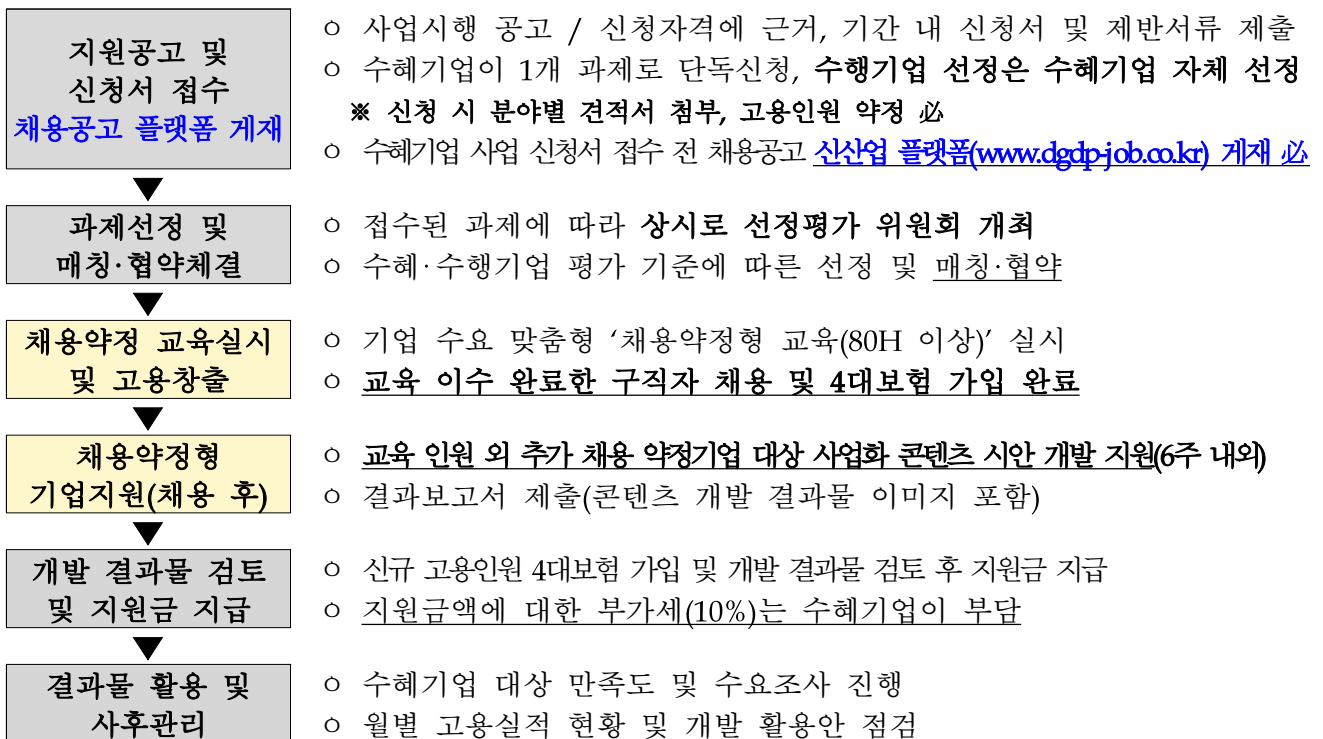 지원공고 및
신청서 접수
채용공고 플랫폼 게재
ㅇ 사업시행 공고 / 신청자격에 근거, 기간 내 신청서 및 제반서류 제출
ㅇ 수혜기업이 1개 과제로 단독신청, 수행기업 선정은 수혜기업 자체 선정
※ 신청 시 분야별 견적서 첨부, 고용인원 약정 必
ㅇ 수혜기업 사업 신청서 접수 전 채용공고 신산업 플랫폼(www.dgdp-job.co.kr) 게재 必
▼
과제선정 및
매칭·협약체결
ㅇ 접수된 과제에 따라 상시로 선정평가 위원회 개최
ㅇ 수혜·수행기업 평가 기준에 따른 선정 및 매칭·협약
▼
채용약정 교육실시
및 고용창출
ㅇ 기업 수요 맞춤형 ‘채용약정형 교육(80H 이상)’ 실시
ㅇ 교육 이수 완료한 구직자 채용 및 4대보험 가입 완료
▼
채용약정형
기업지원(채용 후)
ㅇ 교육 인원 외 추가 채용 약정기업 대상 사업화 콘텐츠 시안 개발 지원(6주 내외)
ㅇ 결과보고서 제출(콘텐츠 개발 결과물 이미지 포함)
▼
개발 결과물 검토
및 지원금 지급
ㅇ 신규 고용인원 4대보험 가입 및 개발 결과물 검토 후 지원금 지급
ㅇ 지원금액에 대한 부가세(10%)는 수혜기업이 부담
▼
결과물 활용 및
사후관리
ㅇ 수혜기업 대상 만족도 및 수요조사 진행
ㅇ 월별 고용실적 현황 및 개발 활용안 점검